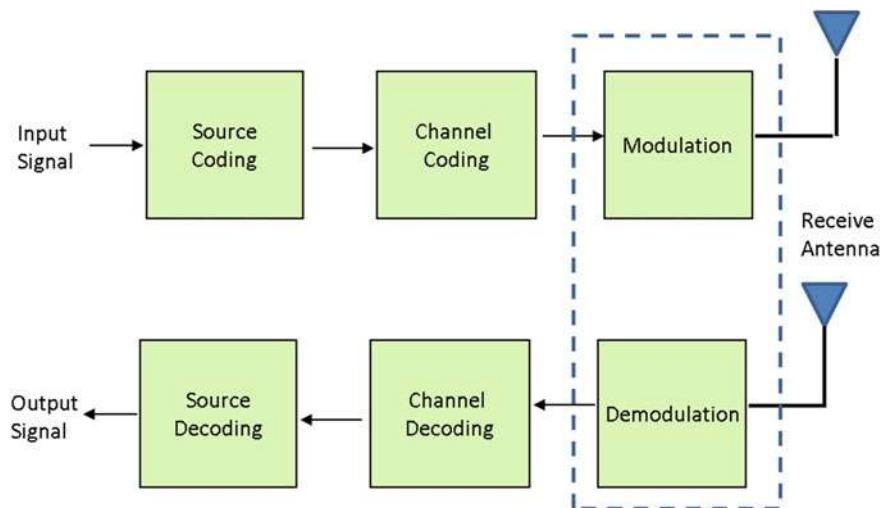 Input
Signal
Source
Coding
Channel
Coding
Modulation
Receive
Antenna
Output
Signal
Source
Decoding
Channel
Decoding
Demodulation